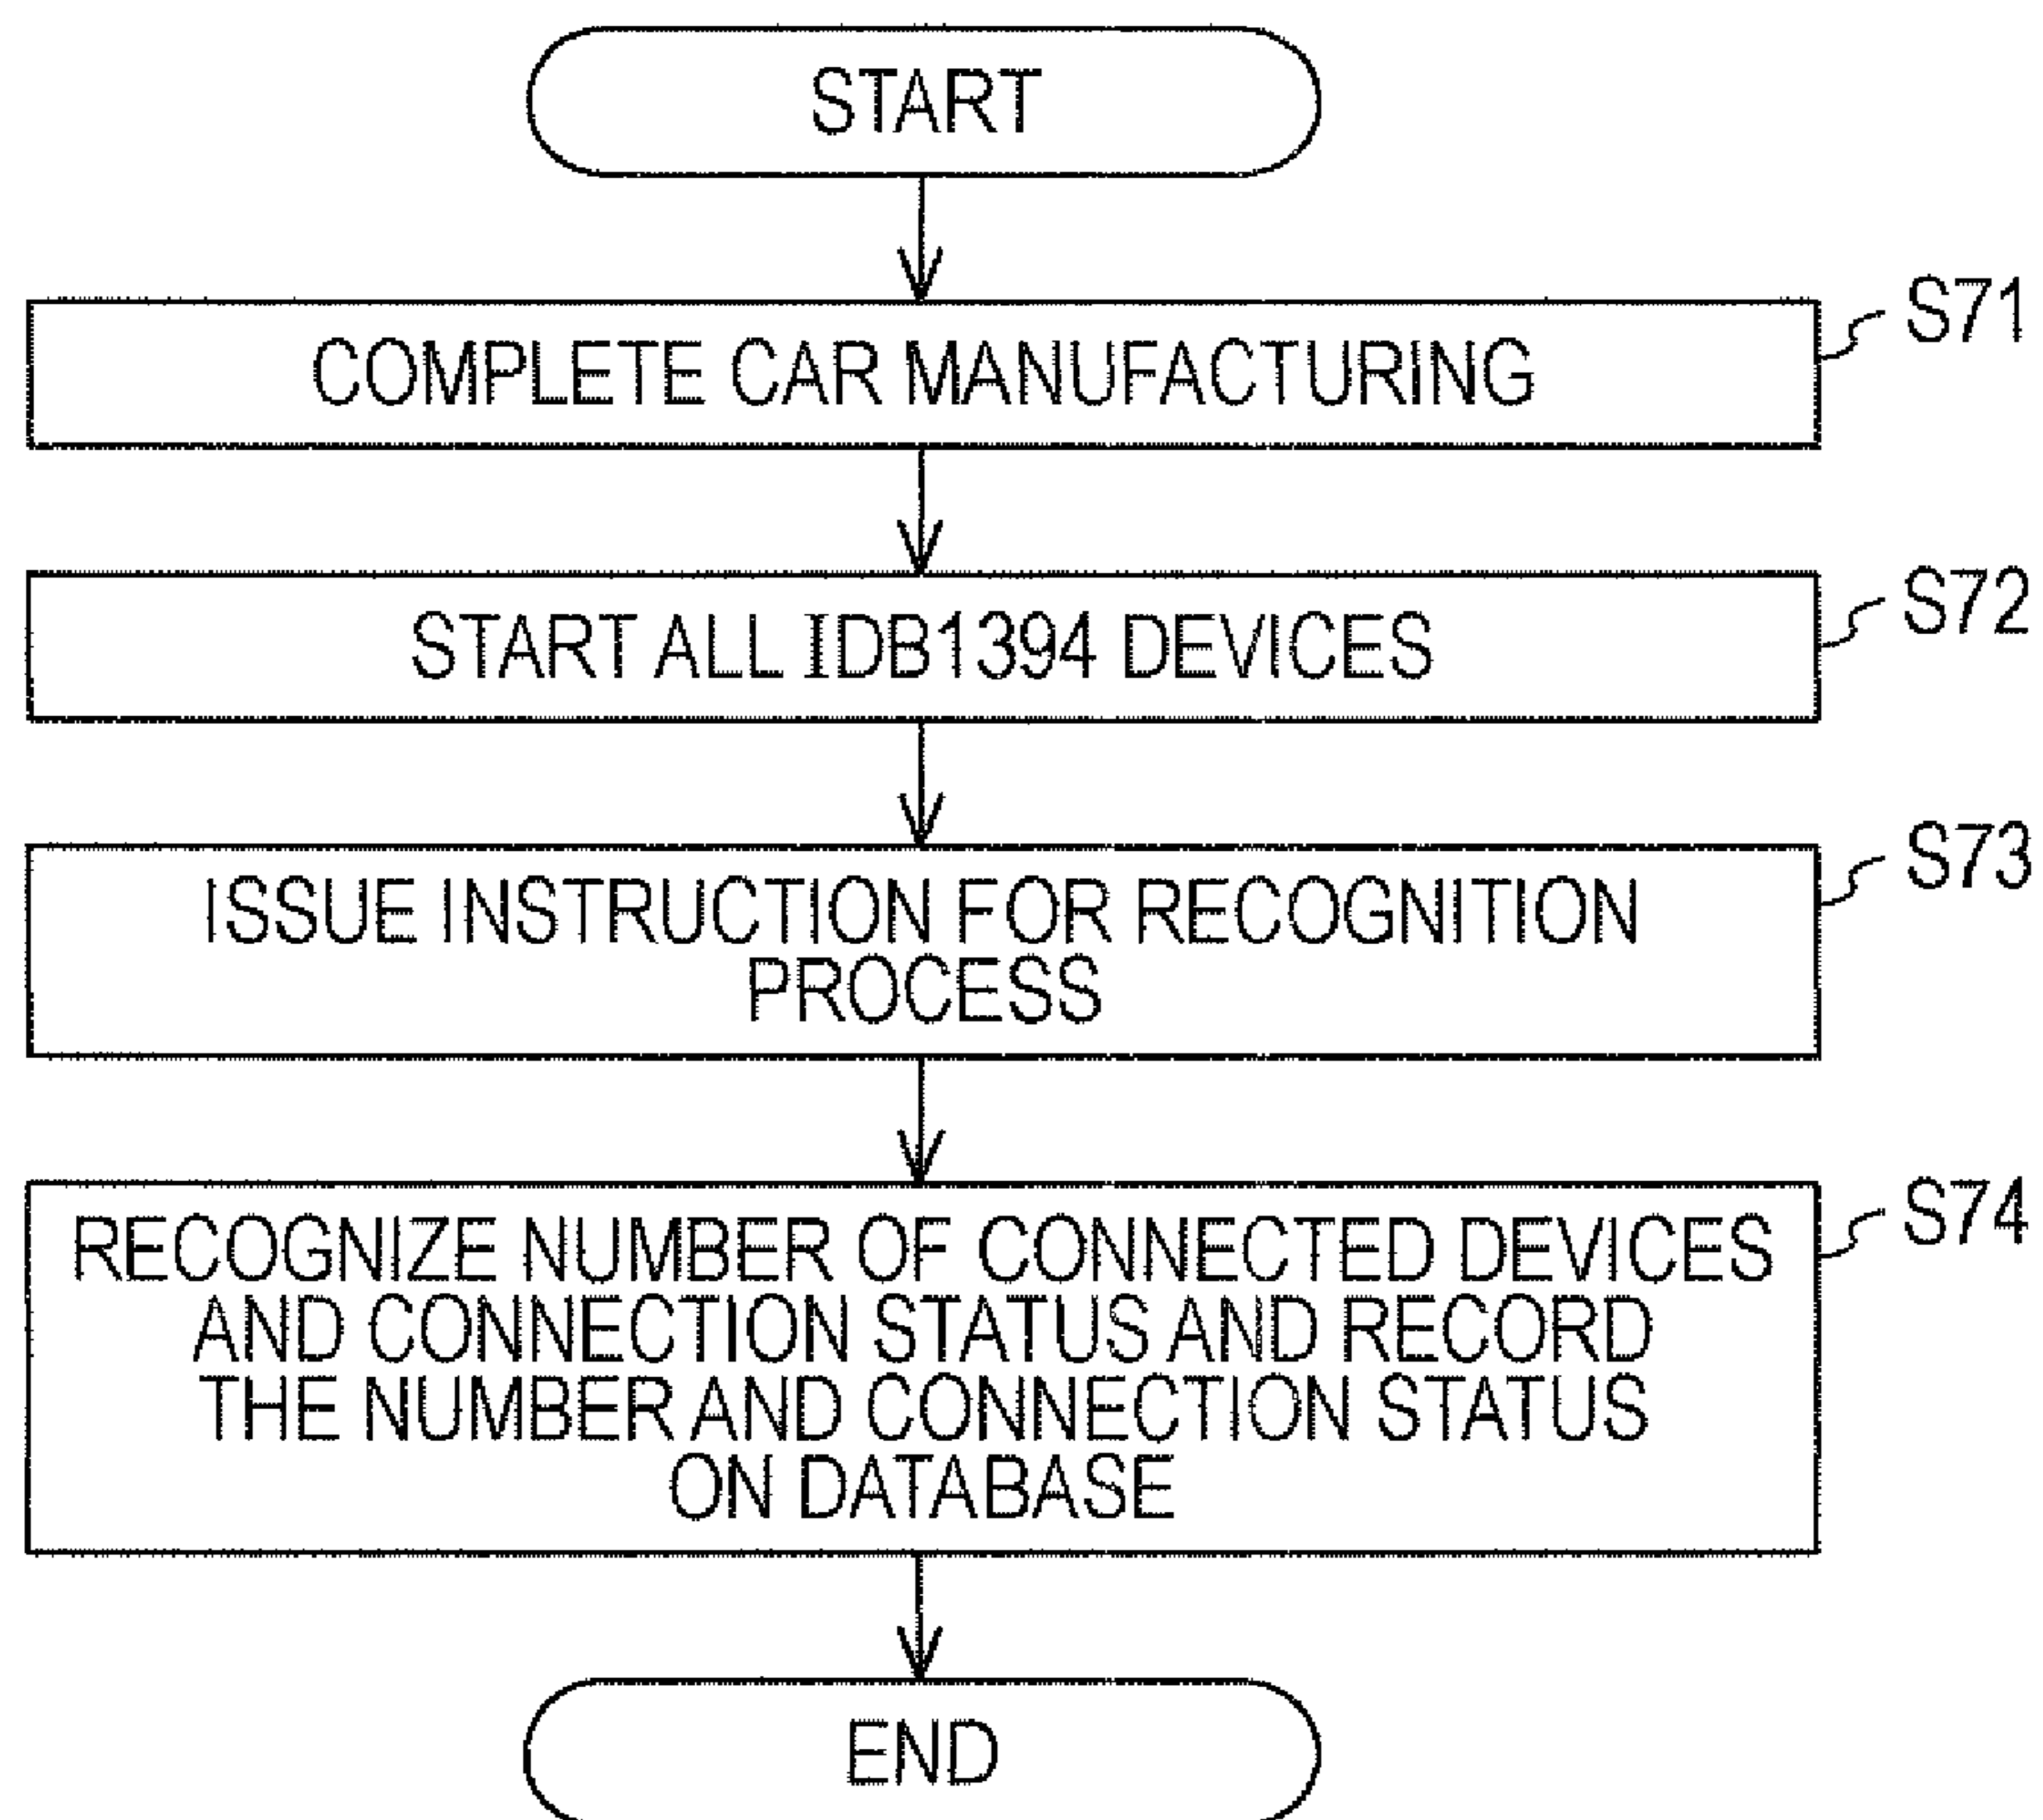 START
S71
COMPLETE CAR MANUFACTURING
S72
START ALL IDB1394 DEVICES
S73
ISSUE INSTRUCTION FOR RECOGNITION
PROCESS
S74
RECOGNIZE NUMBER OF CONNECTED DEVICES
AND CONNECTION STATUS AND RECORD
THE NUMBER AND CONNECTION STATUS
ON DATABASE
END